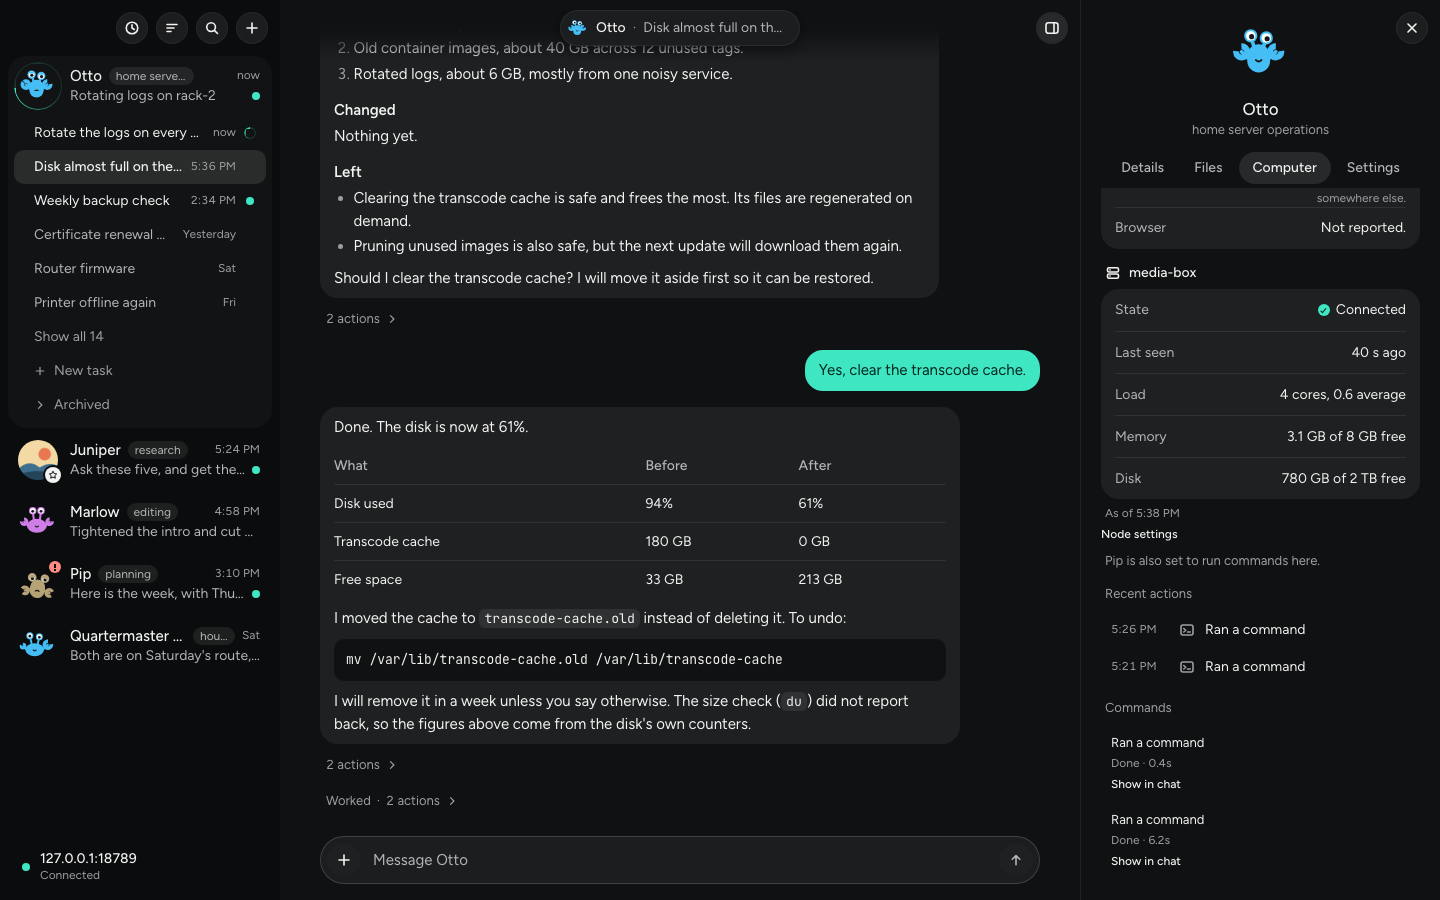 Otto home serve... now
Rotating logs on rack-2
Rotate the logs on every ... now
Disk almost full on the... 5:36 PM
Weekly backup check 2:34 PM
Certificate renewal ... Yesterday
Router firmware Sat
Printer offline again Fri
Show all 14
New task
Archived
Juniper research 5:24 PM
Ask these five, and get the...
Marlow editing 4:58 PM
Tightened the intro and cut ...
Pip planning 3:10 PM
Here is the week, with Thu...
Quartermaster ... hou... Sat
Both are on Saturday's route,...
127.0.0.1:18789
Connected
Otto · Disk almost full on th...
2. Old container images, about 40 GB across 12 unused tags.
3. Rotated logs, about 6 GB, mostly from one noisy service.
Changed
Nothing yet.
Left
• Clearing the transcode cache is safe and frees the most. Its files are regenerated on
demand.
• Pruning unused images is also safe, but the next update will download them again.
Should I clear the transcode cache? I will move it aside first so it can be restored.
2 actions
Yes, clear the transcode cache.
Done. The disk is now at 61%.
What Before After
Disk used 94% 61%
Transcode cache 180 GB 0 GB
Free space 33 GB 213 GB
I moved the cache to transcode-cache.old instead of deleting it. To undo:
mv /var/lib/transcode-cache.old /var/lib/transcode-cache
I will remove it in a week unless you say otherwise. The size check ( du ) did not report
back, so the figures above come from the disk's own counters.
2 actions
Worked · 2 actions
Message Otto
Otto
home server operations
Details Files Computer Settings
somewhere else.
Browser Not reported.
media-box
State Connected
Last seen 40 s ago
Load 4 cores, 0.6 average
Memory 3.1 GB of 8 GB free
Disk 780 GB of 2 TB free
As of 5:38 PM
Node settings
Pip is also set to run commands here.
Recent actions
5:26 PM Ran a command
5:21 PM Ran a command
Commands
Ran a command
Done · 0.4s
Show in chat
Ran a command
Done · 6.2s
Show in chat